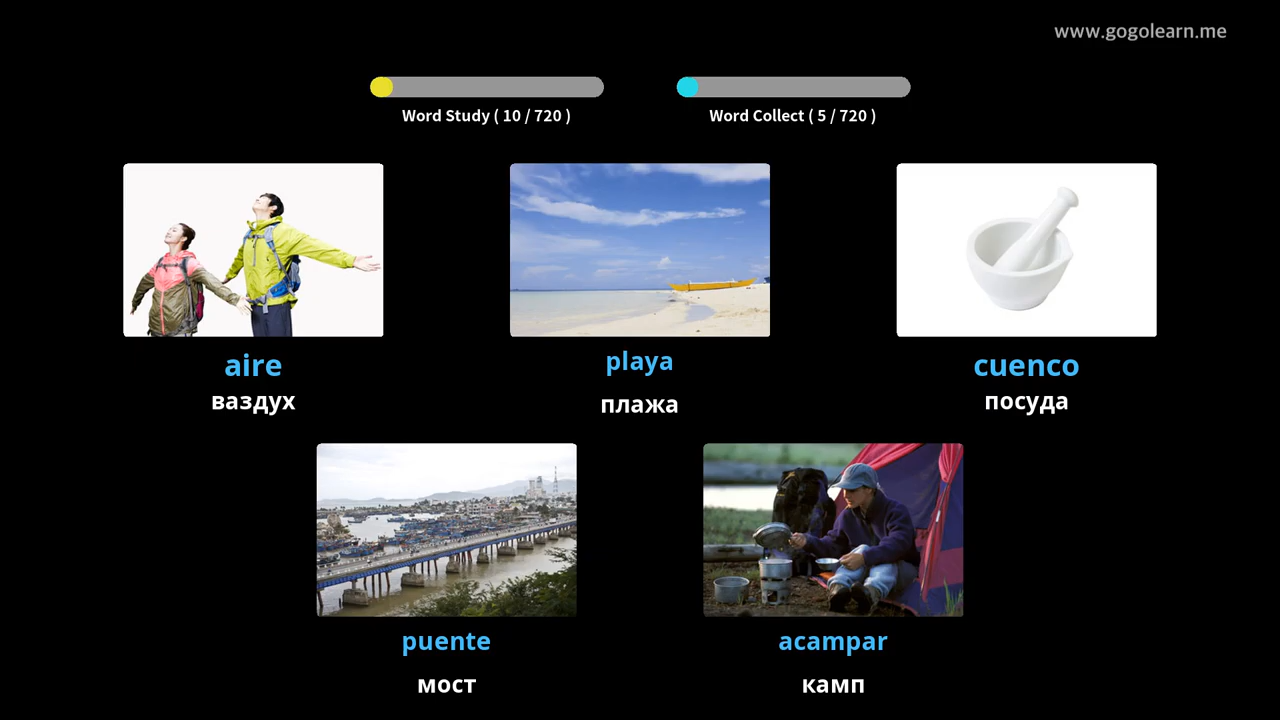 www.gogolearn.me
Word Study ( 10 / 720 )
Word Collect ( 5 / 720 )
aire
ваздух
playa
плажа
cuenco
посуда
puente
мост
acampar
камп